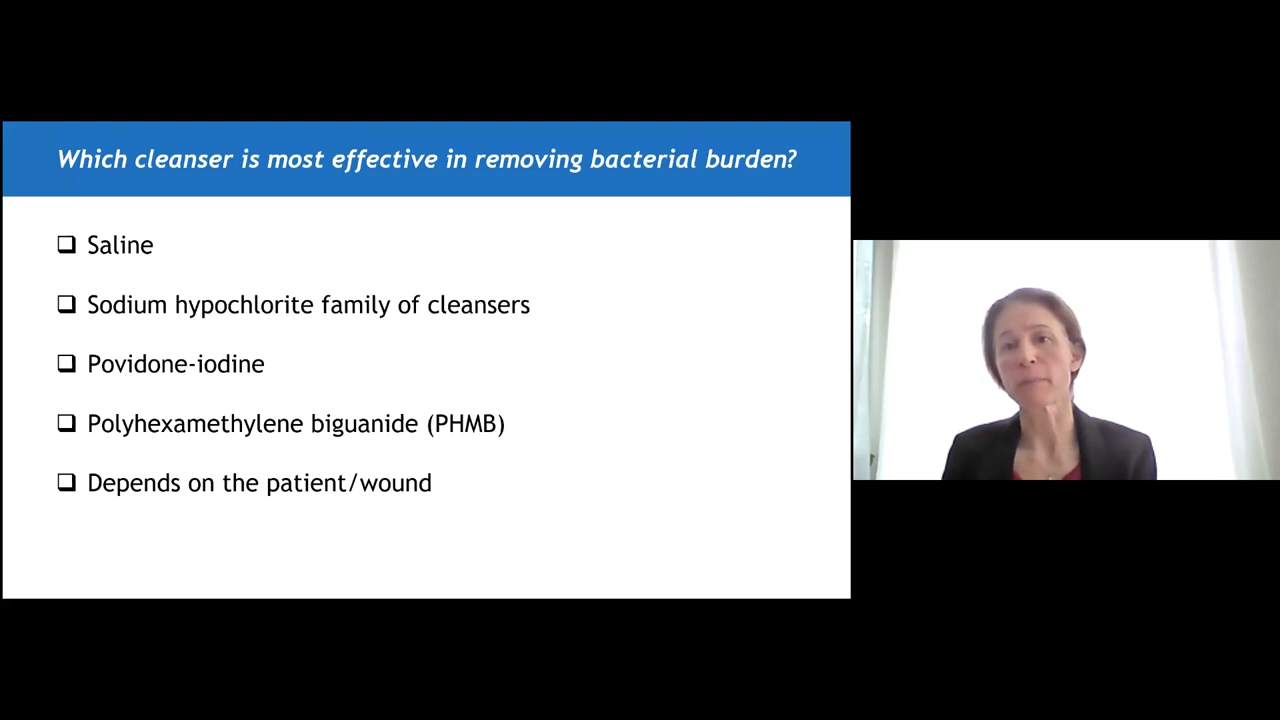 Which cleanser is most effective in removing bacterial burden?
Saline
Sodium hypochlorite family of cleansers
Povidone-iodine
Polyhexamethylene biguanide (PHMB)
Depends on the patient/wound